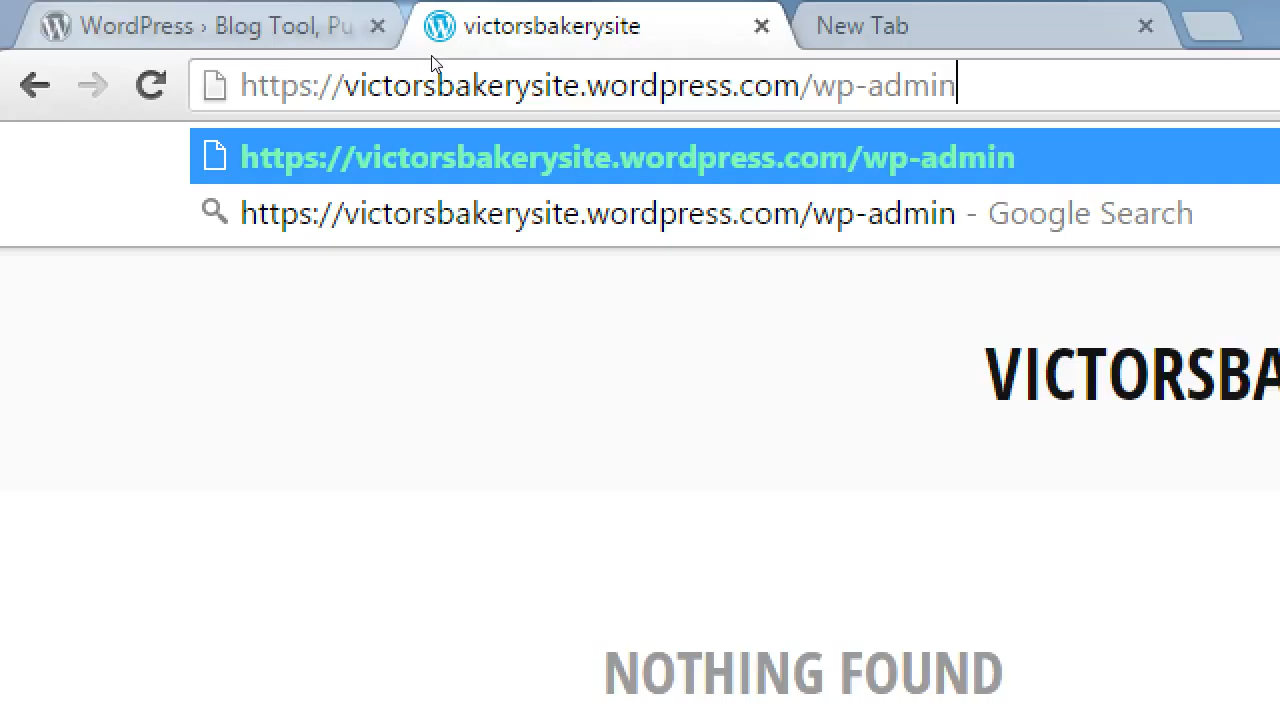 WordPress › Blog Tool, Pu
victorsbakerysite
New Tab
https://victorsbakerysite.wordpress.com/wp-admin
https://victorsbakerysite.wordpress.com/wp-admin
https://victorsbakerysite.wordpress.com/wp-admin - Google Search
VICTORSBA
NOTHING FOUND